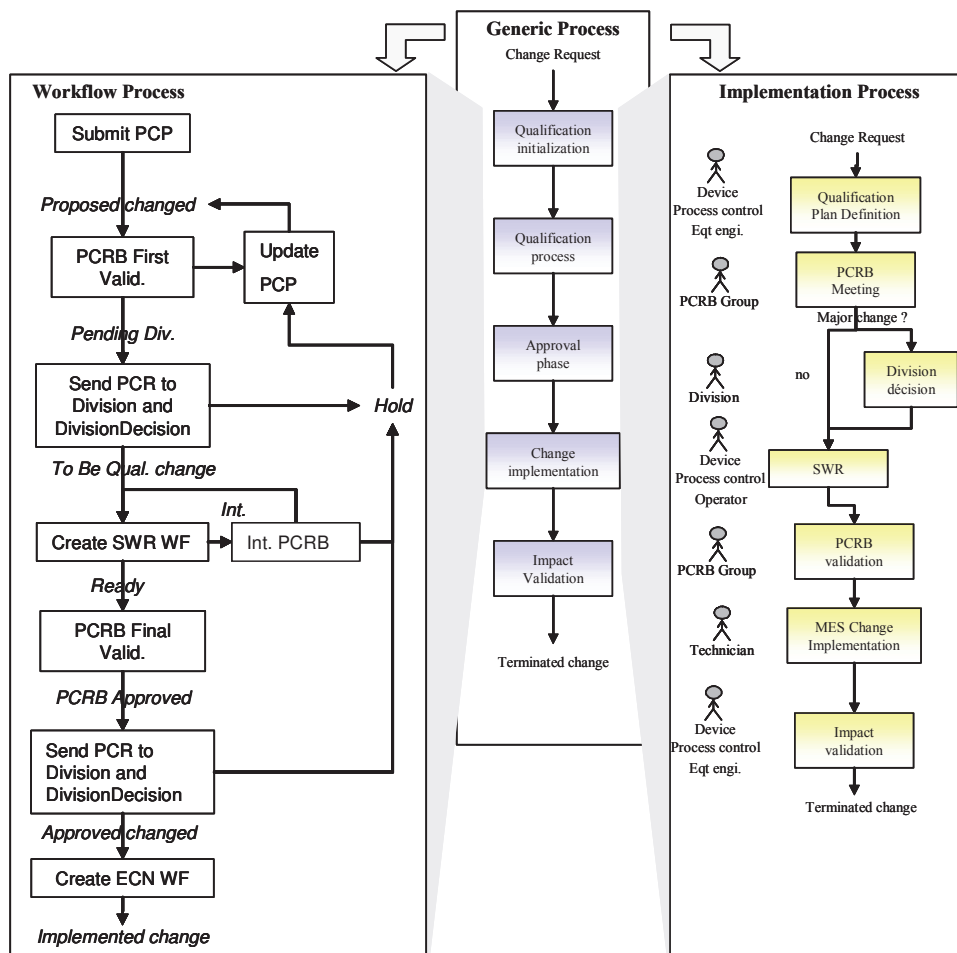 Generic Process
Change Request
Qualification
initialization
Qualification
process
Approval
phase
Change
implementation
Impact
Validation
Terminated change
Workflow Process
Submit PCP
Proposed changed
PCRB First
Valid.
Update
PCP
Pending Div.
Send PCR to
Division and
DivisionDecision
Hold
To Be Qual. change
Int.
Create SWR WF
Int. PCRB
Ready
PCRB Final
Valid.
PCRB Approved
Send PCR to
Division and
DivisionDecision
Approved changed
Create ECN WF
Implemented change
Implementation Process
Change Request
Device
Process control
Eqt engi.
Qualification
Plan Definition
PCRB Group
PCRB
Meeting
Major change ?
no
Division
Division
décision
Device
Process control
Operator
SWR
PCRB Group
PCRB
validation
Technician
MES Change
Implementation
Device
Process control
Eqt engi.
Impact
validation
Terminated change